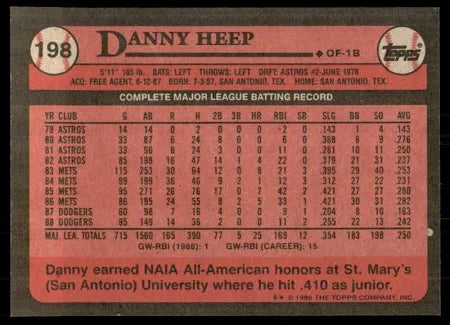 198
DANNY HEEP
♦ OF-1B
TOPPS
5'11" 185 lb. BATS: LEFT THROWS: LEFT DRFT: ASTROS #2-JUNE 1978
ACQ: FREE AGENT, 6-12-87 BORN: 7-3-57, SAN ANTONIO, TEX. HOME: SAN ANTONIO, TEX.
COMPLETE MAJOR LEAGUE BATTING RECORD
YR CLUB G AB R H 2B 3B HR RBI SB SLG BB SO AVG
79 ASTROS 14 14 0 2 0 0 0 2 0 .143 1 4 .143
80 ASTROS 33 87 6 24 8 0 0 6 0 .368 8 9 .276
81 ASTROS 33 96 6 24 3 0 0 11 0 .281 10 11 .250
82 ASTROS 85 198 16 47 14 1 4 22 0 .379 21 31 .237
83 METS 115 253 30 64 12 0 8 21 3 .395 29 40 .253
84 METS 99 199 36 46 9 2 1 12 3 .312 27 22 .231
85 METS 95 271 26 76 17 0 7 42 2 .421 27 27 .280
86 METS 86 195 24 55 8 2 5 33 1 .421 30 31 .282
87 DODGERS 60 98 7 16 4 0 0 9 1 .204 8 10 .163
88 DODGERS 95 149 14 36 2 0 0 11 2 .255 22 13 .242
MAJ. LEA. TOTALS 715 1560 165 390 77 5 25 169 12 .354 183 198 .250
GW-RBI (1988): 1 GW-RBI (CAREER): 15
Danny earned NAIA All-American honors at St. Mary's
(San Antonio) University where he hit .410 as junior.
© 1989 THE TOPPS COMPANY, INC.